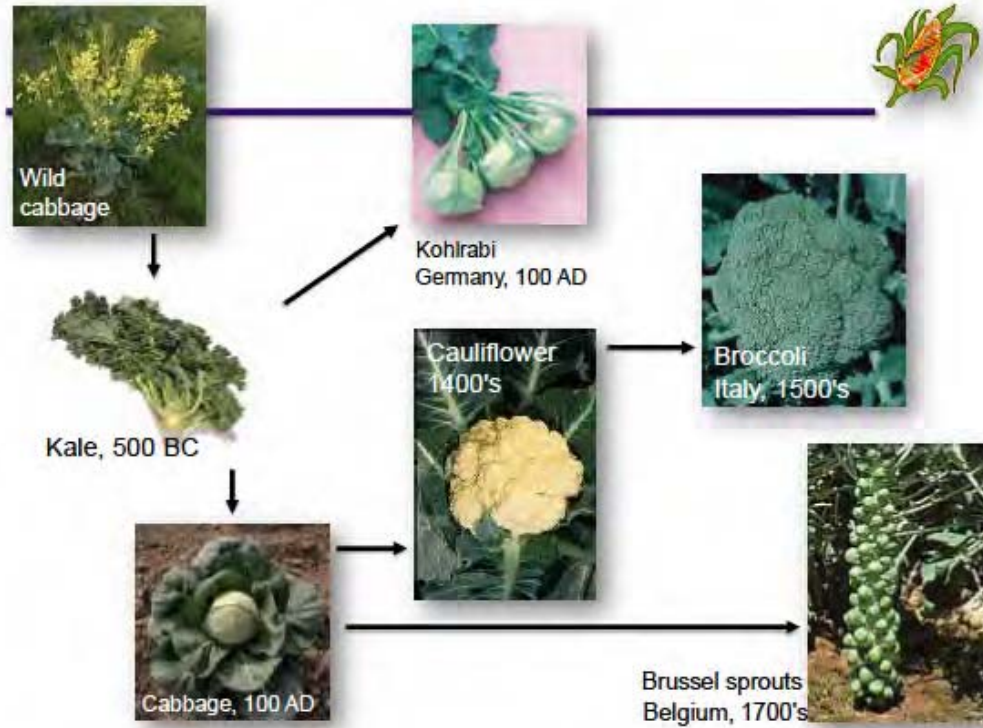 Wild
cabbage
Kohlrabi
Germany, 100 AD
Cauliflower
1400's
Broccoli
Italy, 1500's
Kale, 500 BC
Cabbage, 100 AD
Brussel sprouts
Belgium, 1700's